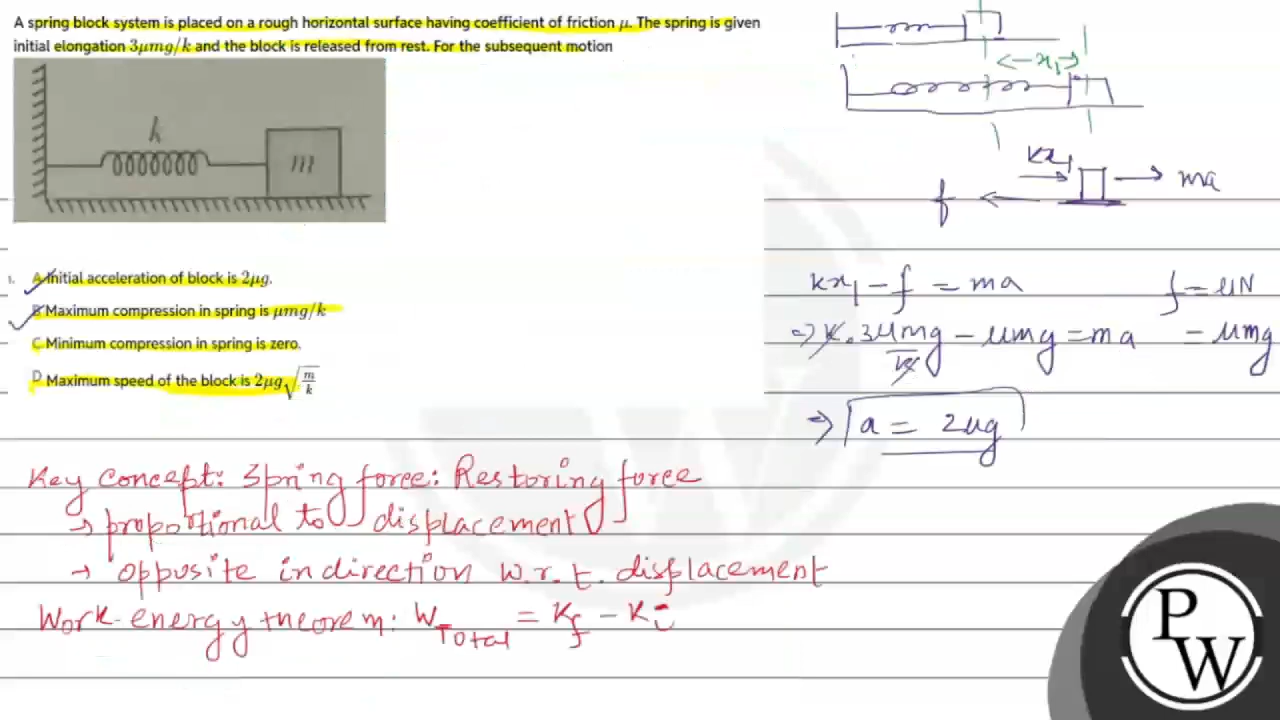 A spring block system is placed on a rough horizontal surface having coefficient of friction μ. The spring is given
initial elongation 3μmg/k and the block is released from rest. For the subsequent motion
k
m
1.
A Initial acceleration of block is 2μg.
B Maximum compression in spring is μmg/k
C Minimum compression in spring is zero.
D Maximum speed of the block is 2μg√(m/k)
x₁
kx₁
f
ma
kx₁ - f = ma
f = μN
⇒ k. 3μmg/k - μmg = ma
= μmg
⇒ a = 2μg
Key Concept: Spring force: Restoring force
→ proportional to displacement
→ opposite in direction w.r.t. displacement
Work-energy theorem: W_Total = K_f - K_i
PW